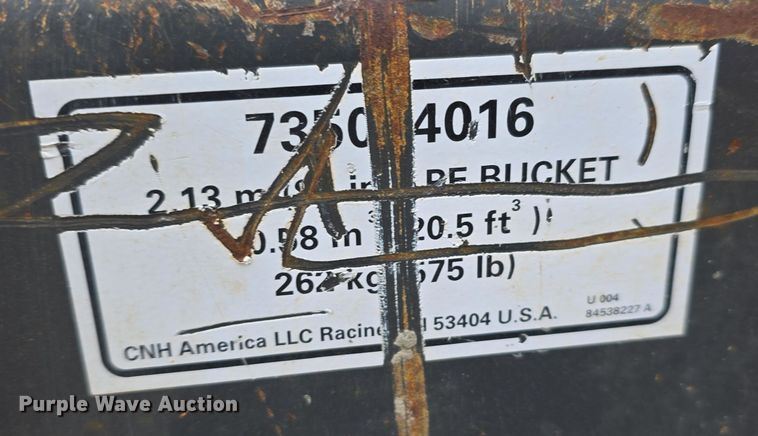 4016
2.13 BUCKET
m³ 20.5 ft³ )
kg 575 lb)
CNH America LLC Racine 53404 U.S.A.
U 004
84538227 A
Purple Wave Auction